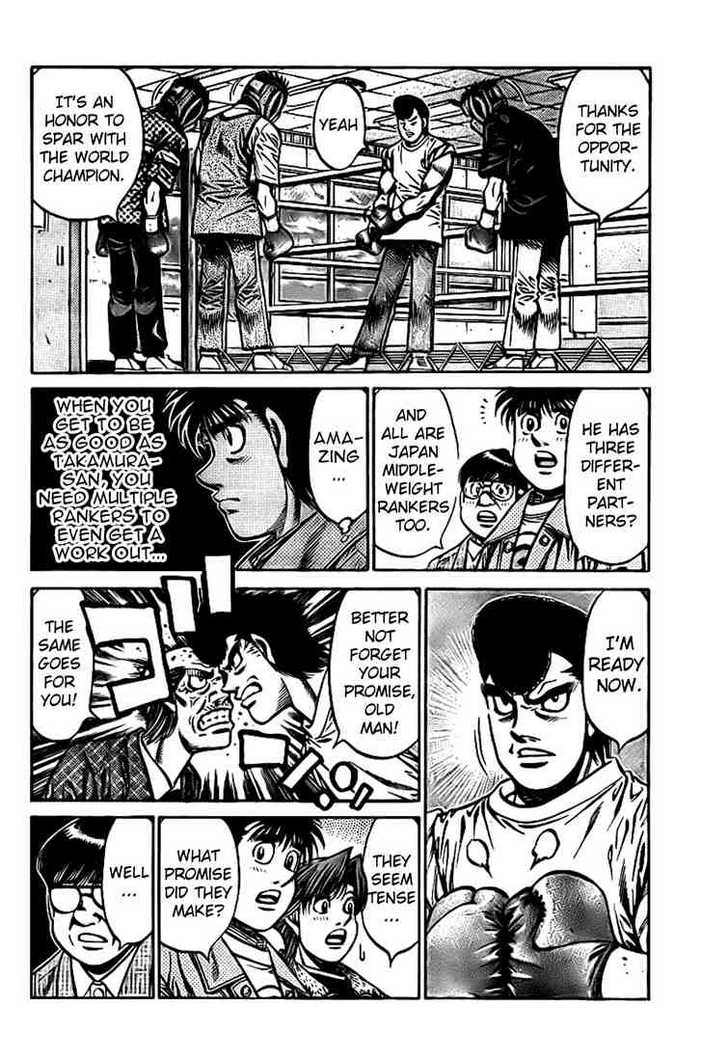 THANKS
FOR THE
OPPOR-
TUNITY.
YEAH
IT'S AN
HONOR TO
SPAR WITH
THE WORLD
CHAMPION.
HE HAS
THREE
DIFFER-
ENT
PART-
NERS?
AND
ALL ARE
JAPAN
MIDDLE-
WEIGHT
RANKERS
TOO.
AMA-
ZING
...
WHEN YOU
GET TO BE
AS GOOD AS
TAKAMURA-
SAN, YOU
NEED MULTIPLE
RANKERS TO
EVEN GET A
WORK OUT...
I'M
READY
NOW.
BETTER
NOT
FORGET
YOUR
PROMISE,
OLD
MAN!
THE
SAME
GOES
FOR YOU!
THEY
SEEM
TENSE
...
WHAT
PROMISE
DID THEY
MAKE?
WELL
...